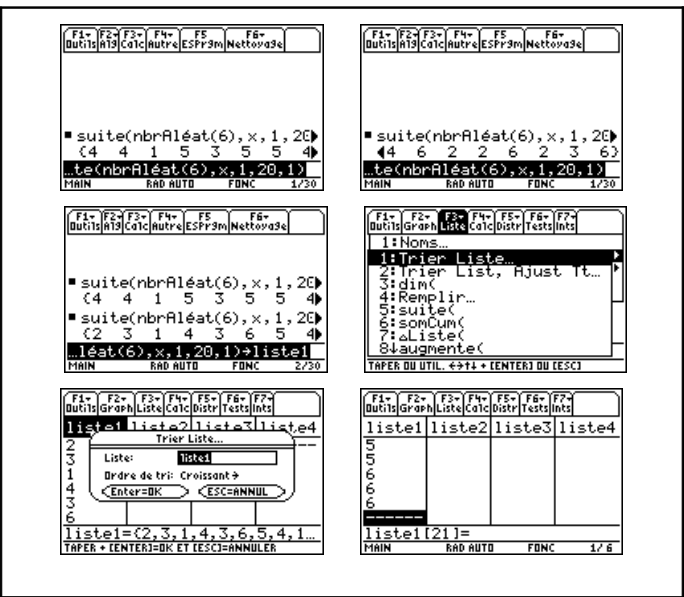 F1 F2 F3 F4 F5 F6
Outils Alg Calc Autre ESPrgm Nettoyage
suite(nbrAléat(6),x,1,20
{4 4 1 5 3 5 5 4
…te(nbrAléat(6),x,1,20,1)
MAIN RAD AUTO FONC 1/30
F1 F2 F3 F4 F5 F6
Outils Alg Calc Autre ESPrgm Nettoyage
suite(nbrAléat(6),x,1,20
4 6 2 2 6 2 3 6}
…te(nbrAléat(6),x,1,20,1)
MAIN RAD AUTO FONC 1/30
F1 F2 F3 F4 F5 F6
Outils Alg Calc Autre ESPrgm Nettoyage
suite(nbrAléat(6),x,1,20
{4 4 1 5 3 5 5 4
suite(nbrAléat(6),x,1,20
{2 3 1 4 3 6 5 4
…léat(6),x,1,20,1)→liste1
MAIN RAD AUTO FONC 2/30
F1 F2 F3 F4 F5 F6 F7
Outils Graph Liste Calc Distr Tests Ints
1:Noms…
1:Trier Liste…
2:Trier List, Ajust Tt…
3:dim(
4:Remplir…
5:suite(
6:somCum(
7:△Liste(
8↓augmente(
TAPER OU UTIL. ←→↑↓ + [ENTER] OU [ESC]
F1 F2 F3 F4 F5 F6 F7
Outils Graph Liste Calc Distr Tests Ints
liste1 liste2 liste3 liste4
2
3
1
4
3
6
Trier Liste…
Liste: liste1
Ordre de tri: Croissant→
Enter=OK ESC=ANNUL
liste1={2,3,1,4,3,6,5,4,1…
TAPER + [ENTER]=OK ET [ESC]=ANNULER
F1 F2 F3 F4 F5 F6 F7
Outils Graph Liste Calc Distr Tests Ints
liste1 liste2 liste3 liste4
5
5
6
6
6
------
liste1[21]=
MAIN RAD AUTO FONC 1/6